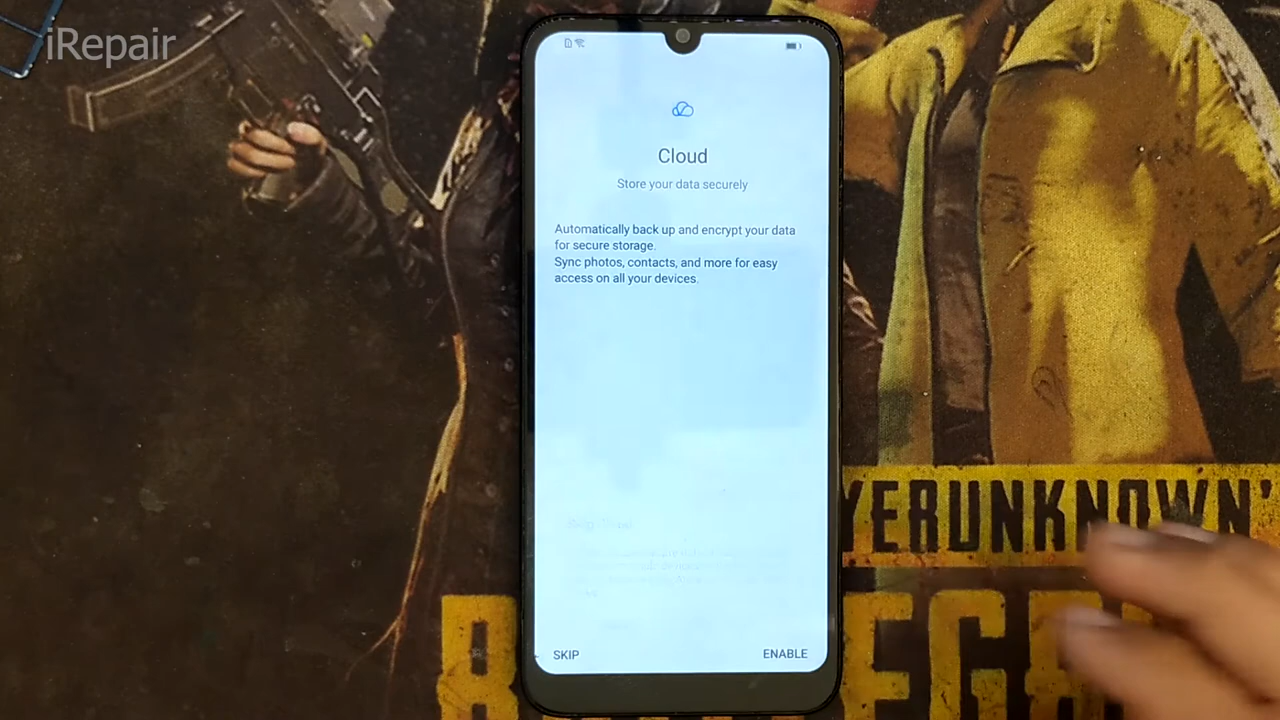 iRepair
Cloud
Store your data securely
Automatically back up and encrypt your data
for secure storage.
Sync photos, contacts, and more for easy
access on all your devices.
SKIP
ENABLE
YERUNKNOWN'